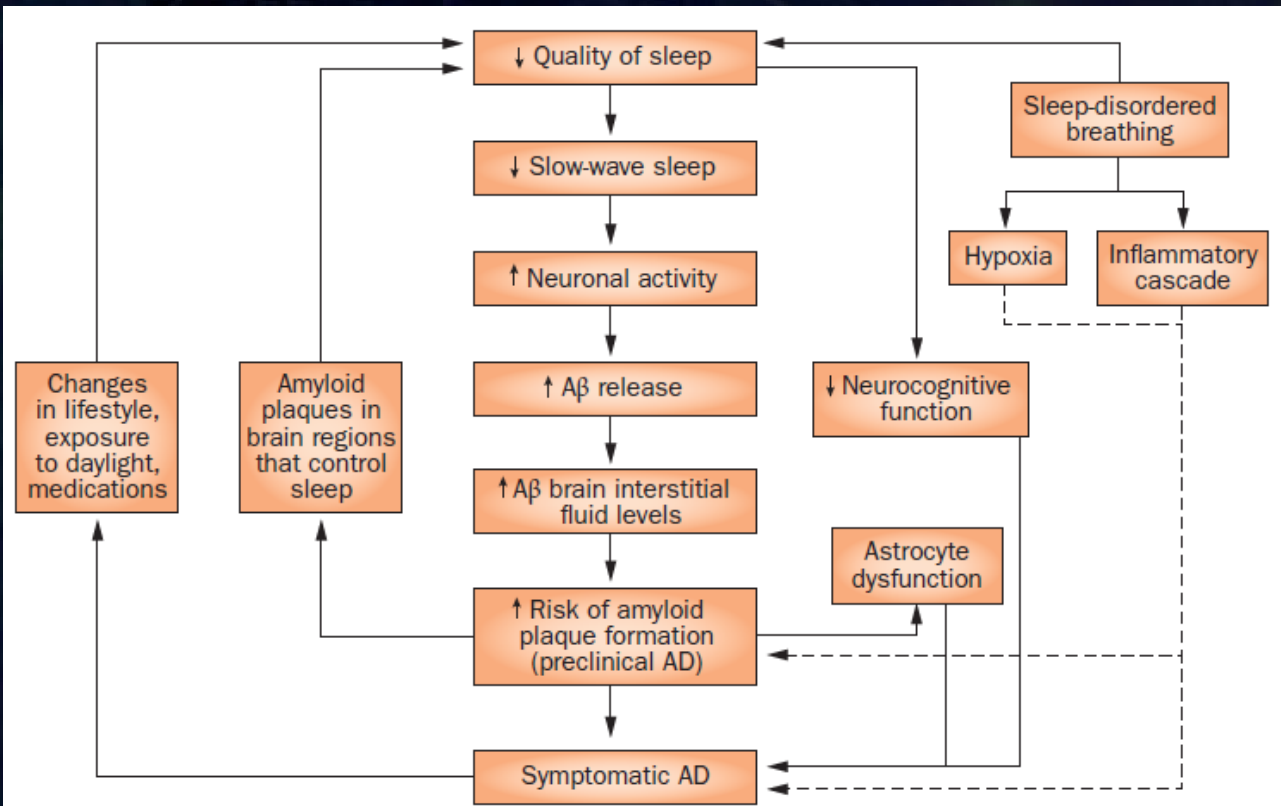 ↓ Quality of sleep
Sleep-disordered
breathing
↓ Slow-wave sleep
Hypoxia
Inflammatory
cascade
↑ Neuronal activity
Changes
in lifestyle,
exposure
to daylight,
medications
Amyloid
plaques in
brain regions
that control
sleep
↑ Aβ release
↓ Neurocognitive
function
↑ Aβ brain interstitial
fluid levels
Astrocyte
dysfunction
↑ Risk of amyloid
plaque formation
(preclinical AD)
Symptomatic AD